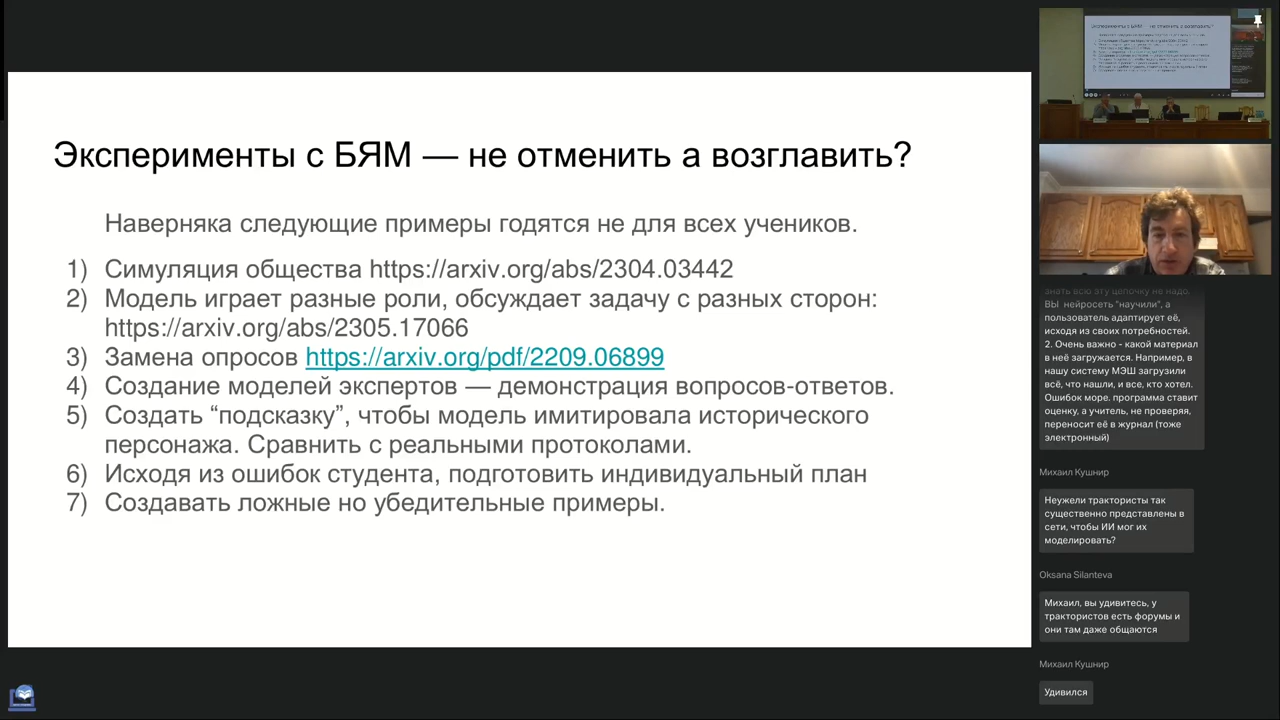 Эксперименты с БЯМ — не отменить а возглавить?
Наверняка следующие примеры годятся не для всех учеников.
1) Симуляция общества https://arxiv.org/abs/2304.03442
2) Модель играет разные роли, обсуждает задачу с разных сторон:
https://arxiv.org/abs/2305.17066
3) Замена опросов https://arxiv.org/pdf/2209.06899
4) Создание моделей экспертов — демонстрация вопросов-ответов.
5) Создать “подсказку”, чтобы модель имитировала исторического
персонажа. Сравнить с реальными протоколами.
6) Исходя из ошибок студента, подготовить индивидуальный план
7) Создавать ложные но убедительные примеры.
знать всю эту цепочку не надо.
ВЫ нейросеть "научили", а
пользователь адаптирует её,
исходя из своих потребностей.
2. Очень важно - какой материал
в неё загружается. Например, в
нашу систему МЭШ загрузили
всё, что нашли, и все, кто хотел.
Ошибок море. программа ставит
оценку, а учитель, не проверяя,
переносит её в журнал (тоже
электронный)
Михаил Кушнир
Неужели трактористы так
существенно представлены в
сети, чтобы ИИ мог их
моделировать?
Oksana Silanteva
Михаил, вы удивитесь, у
трактористов есть форумы и
они там даже общаются
Михаил Кушнир
Удивился